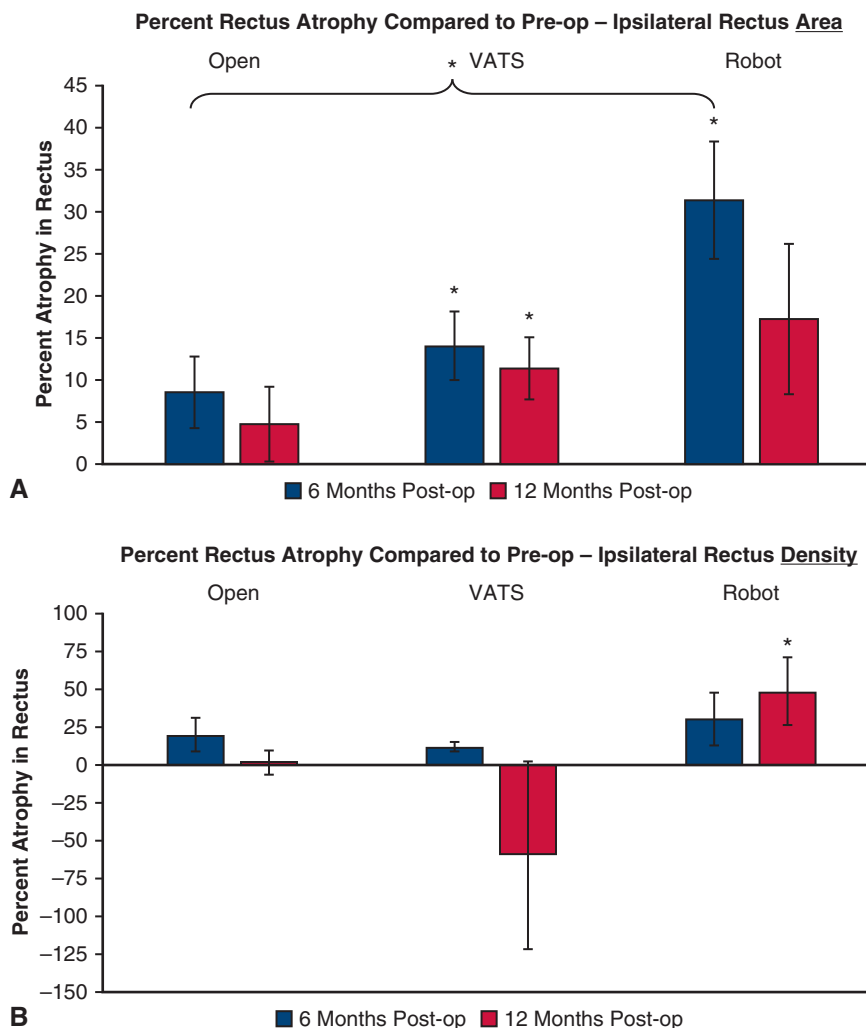 Percent Rectus Atrophy Compared to Pre-op – Ipsilateral Rectus Area
Open * VATS Robot
Percent Atrophy in Rectus
45
40
35
30
25
20
15
10
5
0
*
*
*
A
6 Months Post-op 12 Months Post-op
Percent Rectus Atrophy Compared to Pre-op – Ipsilateral Rectus Density
Open VATS Robot
Percent Atrophy in Rectus
100
75
50
25
0
–25
–50
–75
–100
–125
–150
*
B
6 Months Post-op 12 Months Post-op